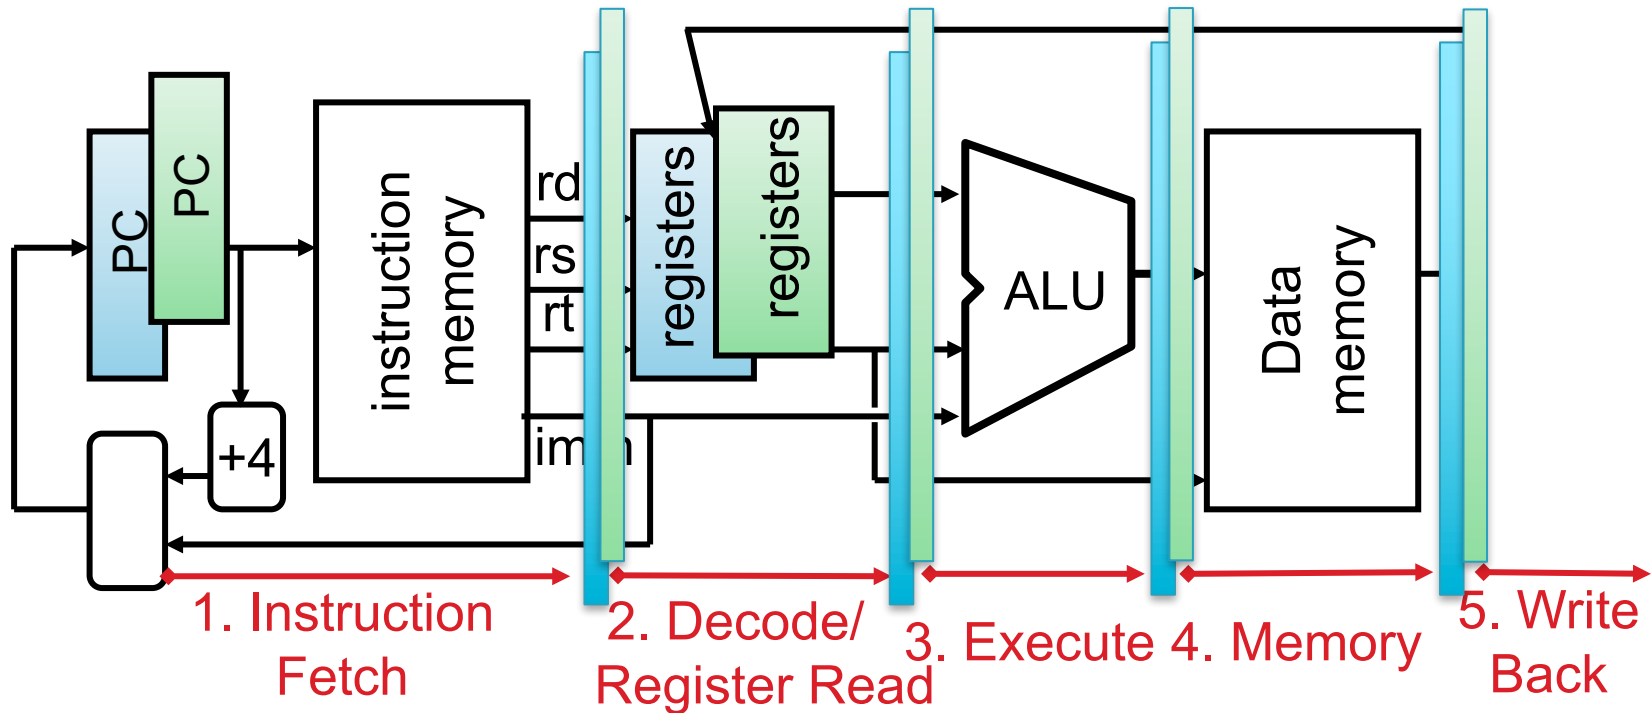 PC
PC
+4
instruction
memory
rd
rs
rt
imm
registers
registers
ALU
Data
memory
1. Instruction
Fetch
2. Decode/
Register Read
3. Execute
4. Memory
5. Write
Back